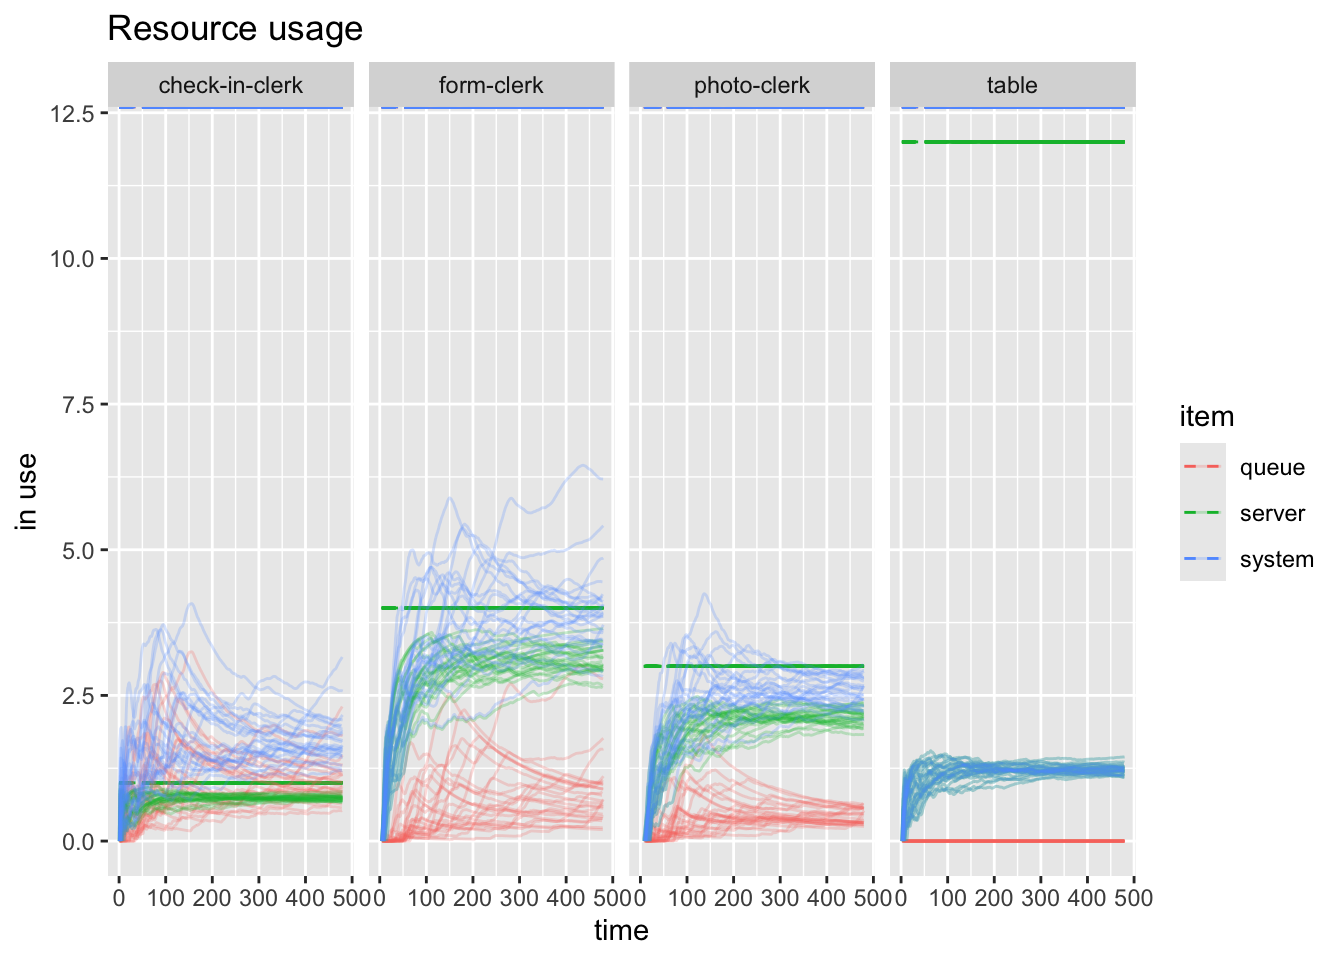 Resource usage
check-in-clerk form-clerk photo-clerk table
12.5
10.0
7.5
5.0
2.5
0.0
in use
0 100 200 300 400 500 0 100 200 300 400 500 0 100 200 300 400 500 0 100 200 300 400 500
time
item
queue
server
system